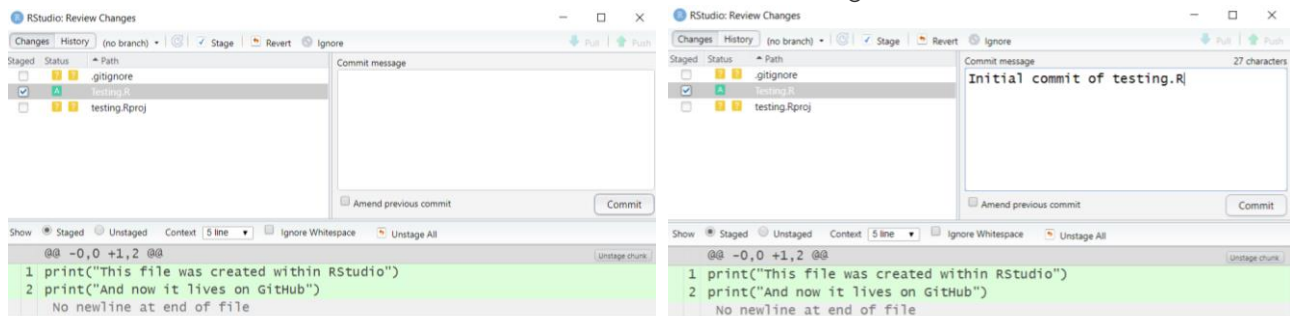 RStudio: Review Changes
Changes History (no branch) Stage Revert Ignore Pull Push
Staged Status Path Commit message
.gitignore
A Testing.R
testing.Rproj
Amend previous commit Commit
Show Staged Unstaged Context 5 line Ignore Whitespace Unstage All
@@ -0,0 +1,2 @@ Unstage chunk
1 print("This file was created within RStudio")
2 print("And now it lives on GitHub")
No newline at end of file
RStudio: Review Changes
Changes History (no branch) Stage Revert Ignore Pull Push
Staged Status Path Commit message 27 characters
.gitignore Initial commit of testing.R
A Testing.R
testing.Rproj
Amend previous commit Commit
Show Staged Unstaged Context 5 line Ignore Whitespace Unstage All
@@ -0,0 +1,2 @@ Unstage chunk
1 print("This file was created within RStudio")
2 print("And now it lives on GitHub")
No newline at end of file